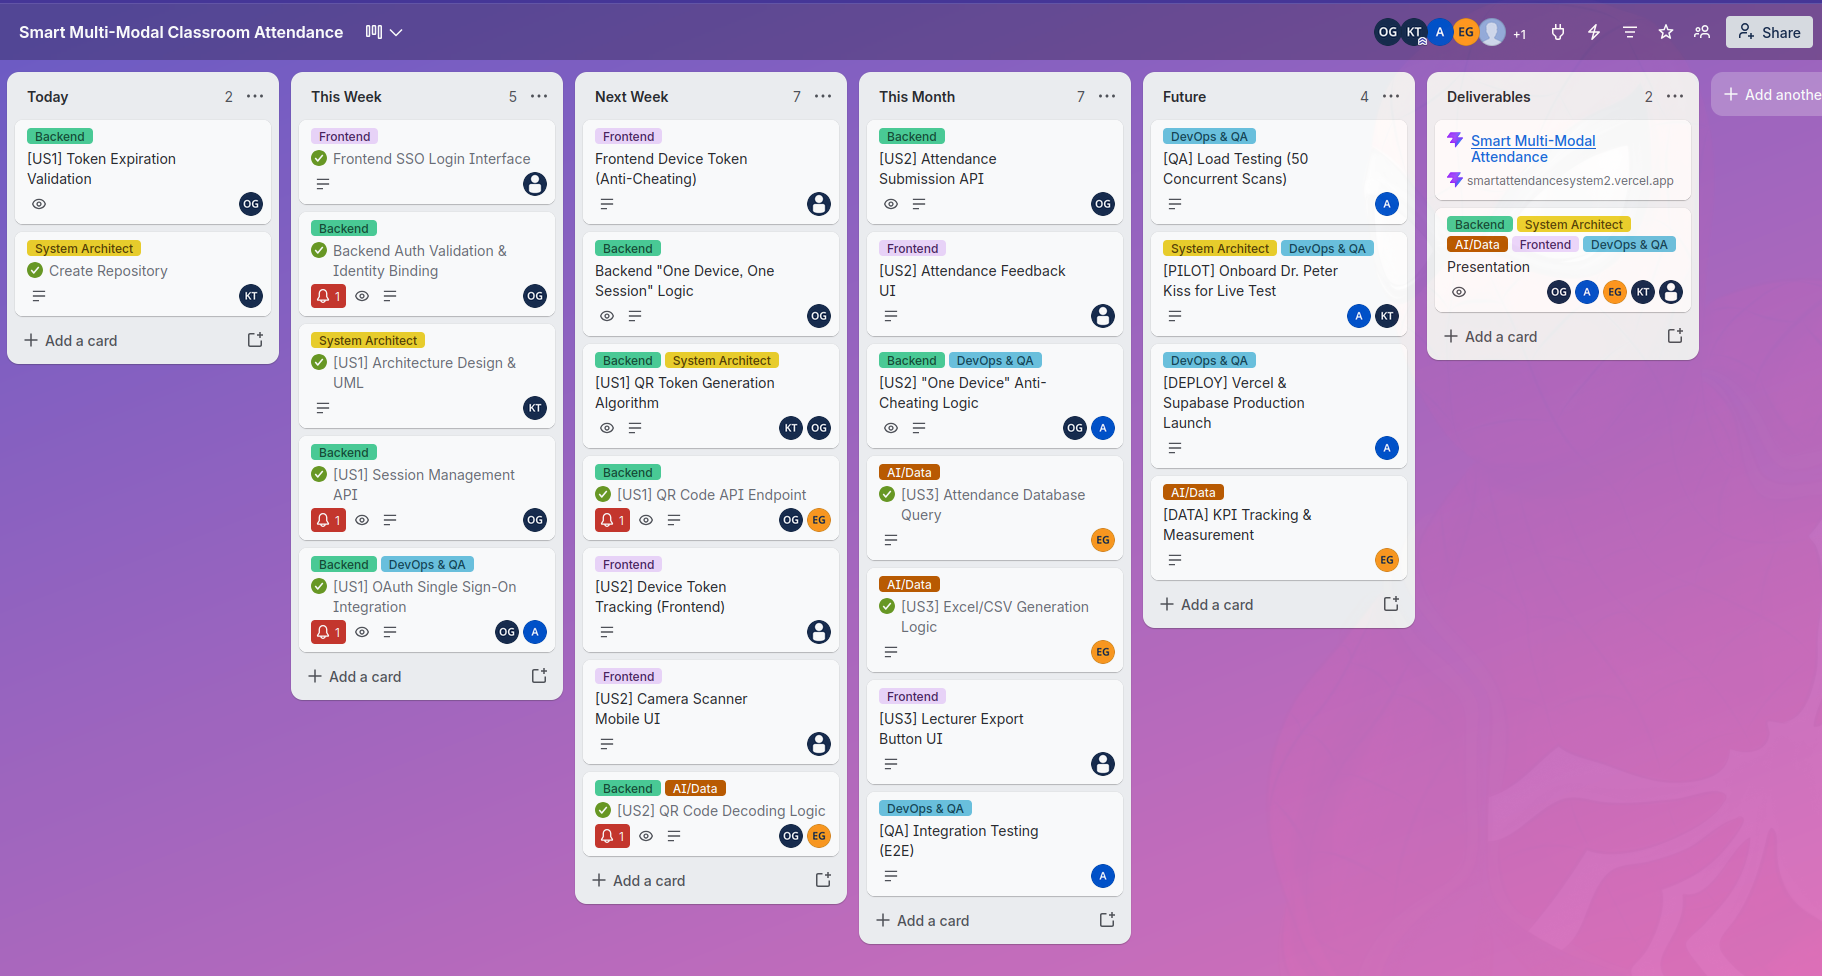 Smart Multi-Modal Classroom Attendance
OG KT A EG +1
Share
Today 2
Backend
[US1] Token Expiration
Validation
OG
System Architect
Create Repository
KT
Add a card
This Week 5
Frontend
Frontend SSO Login Interface
Backend
Backend Auth Validation &
Identity Binding
1 OG
System Architect
[US1] Architecture Design &
UML
KT
Backend
[US1] Session Management
API
1 OG
Backend DevOps & QA
[US1] OAuth Single Sign-On
Integration
1 OG A
Add a card
Next Week 7
Frontend
Frontend Device Token
(Anti-Cheating)
Backend
Backend "One Device, One
Session" Logic
OG
Backend System Architect
[US1] QR Token Generation
Algorithm
KT OG
Backend
[US1] QR Code API Endpoint
1 OG EG
Frontend
[US2] Device Token
Tracking (Frontend)
Frontend
[US2] Camera Scanner
Mobile UI
Backend AI/Data
[US2] QR Code Decoding Logic
1 OG EG
Add a card
This Month 7
Backend
[US2] Attendance
Submission API
OG
Frontend
[US2] Attendance Feedback
UI
Backend DevOps & QA
[US2] "One Device" Anti-
Cheating Logic
OG A
AI/Data
[US3] Attendance Database
Query
EG
AI/Data
[US3] Excel/CSV Generation
Logic
EG
Frontend
[US3] Lecturer Export
Button UI
DevOps & QA
[QA] Integration Testing
(E2E)
A
Add a card
Future 4
DevOps & QA
[QA] Load Testing (50
Concurrent Scans)
A
System Architect DevOps & QA
[PILOT] Onboard Dr. Peter
Kiss for Live Test
A KT
DevOps & QA
[DEPLOY] Vercel &
Supabase Production
Launch
A
AI/Data
[DATA] KPI Tracking &
Measurement
EG
Add a card
Deliverables 2
Smart Multi-Modal
Attendance
smartattendancesystem2.vercel.app
Backend System Architect
AI/Data Frontend DevOps & QA
Presentation
OG A EG KT
Add a card
Add anothe